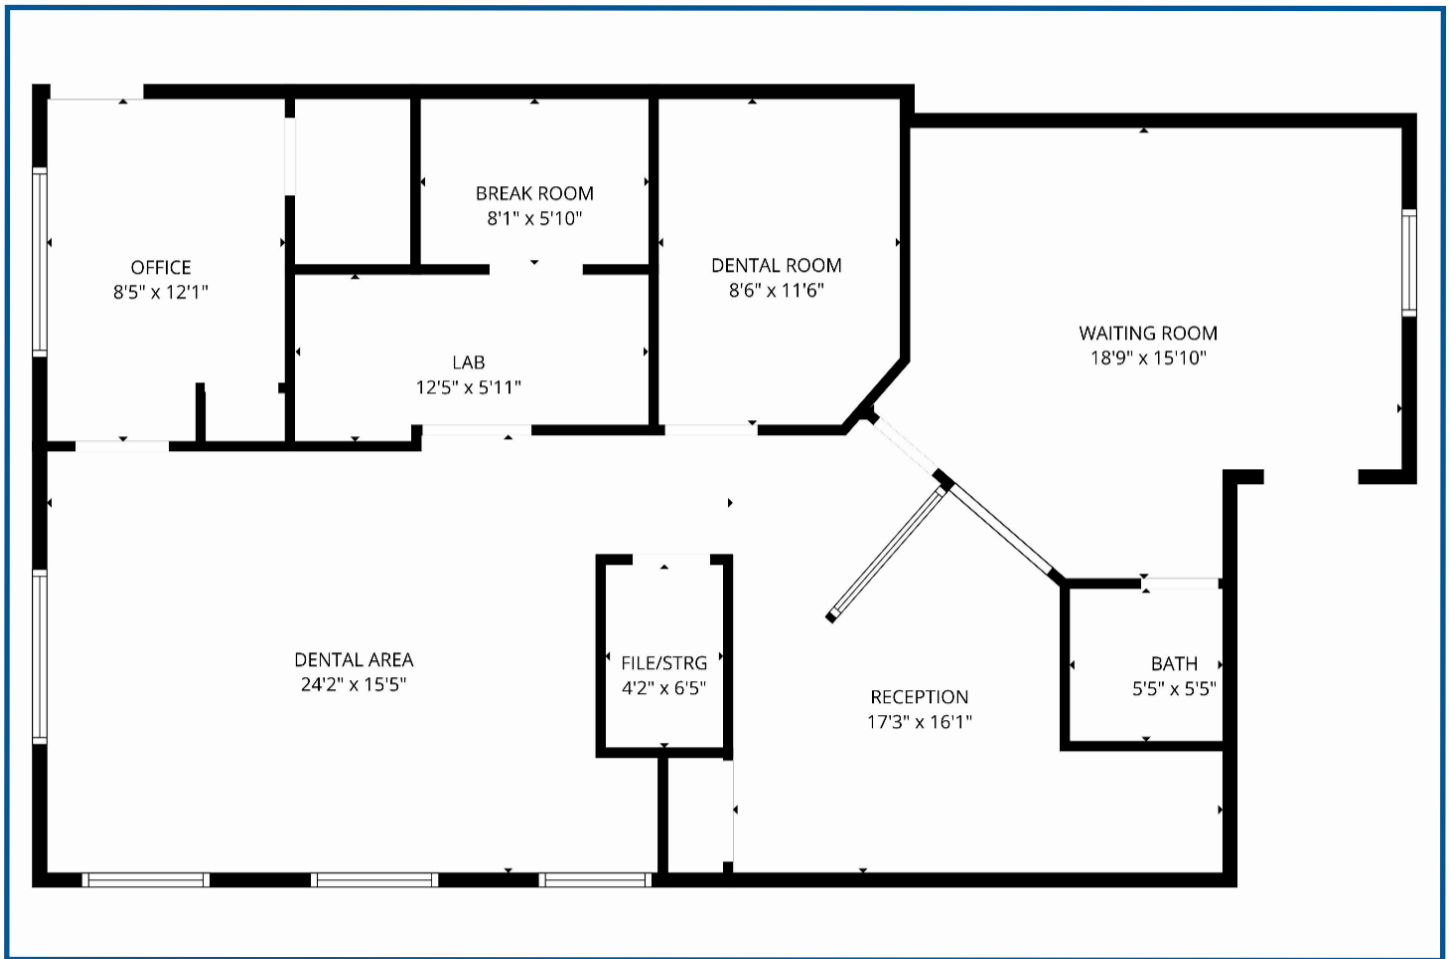 BREAK ROOM
8'1" x 5'10"
OFFICE
8'5" x 12'1"
DENTAL ROOM
8'6" x 11'6"
WAITING ROOM
18'9" x 15'10"
LAB
12'5" x 5'11"
DENTAL AREA
24'2" x 15'5"
FILE/STRG
4'2" x 6'5"
BATH
5'5" x 5'5"
RECEPTION
17'3" x 16'1"